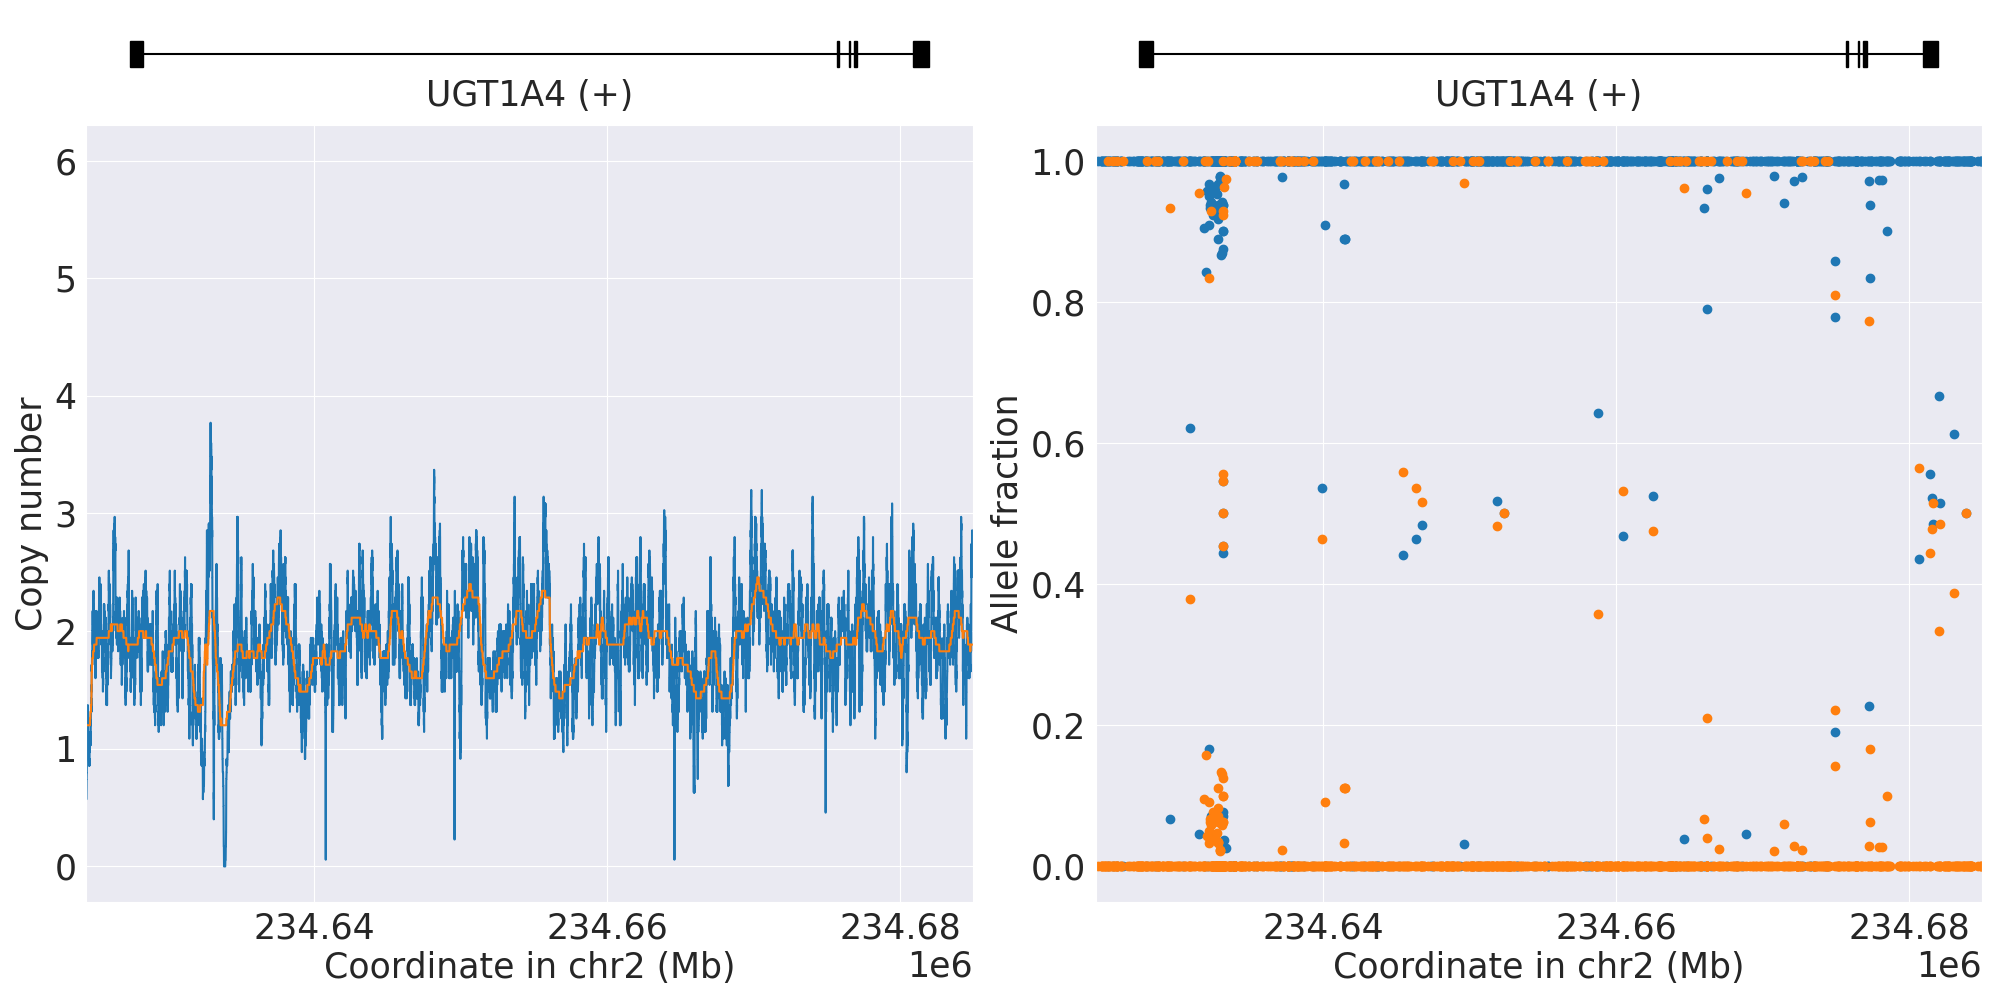 UGT1A4 (+)
6
5
4
3
2
1
0
Copy number
234.64
234.66
234.68
Coordinate in chr2 (Mb)
1e6
UGT1A4 (+)
1.0
0.8
0.6
0.4
0.2
0.0
Allele fraction
234.64
234.66
234.68
Coordinate in chr2 (Mb)
1e6